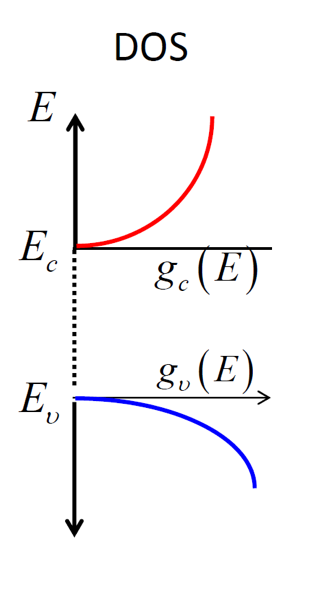 DOS
E
E_c
g_c(E)
g_υ(E)
E_υ